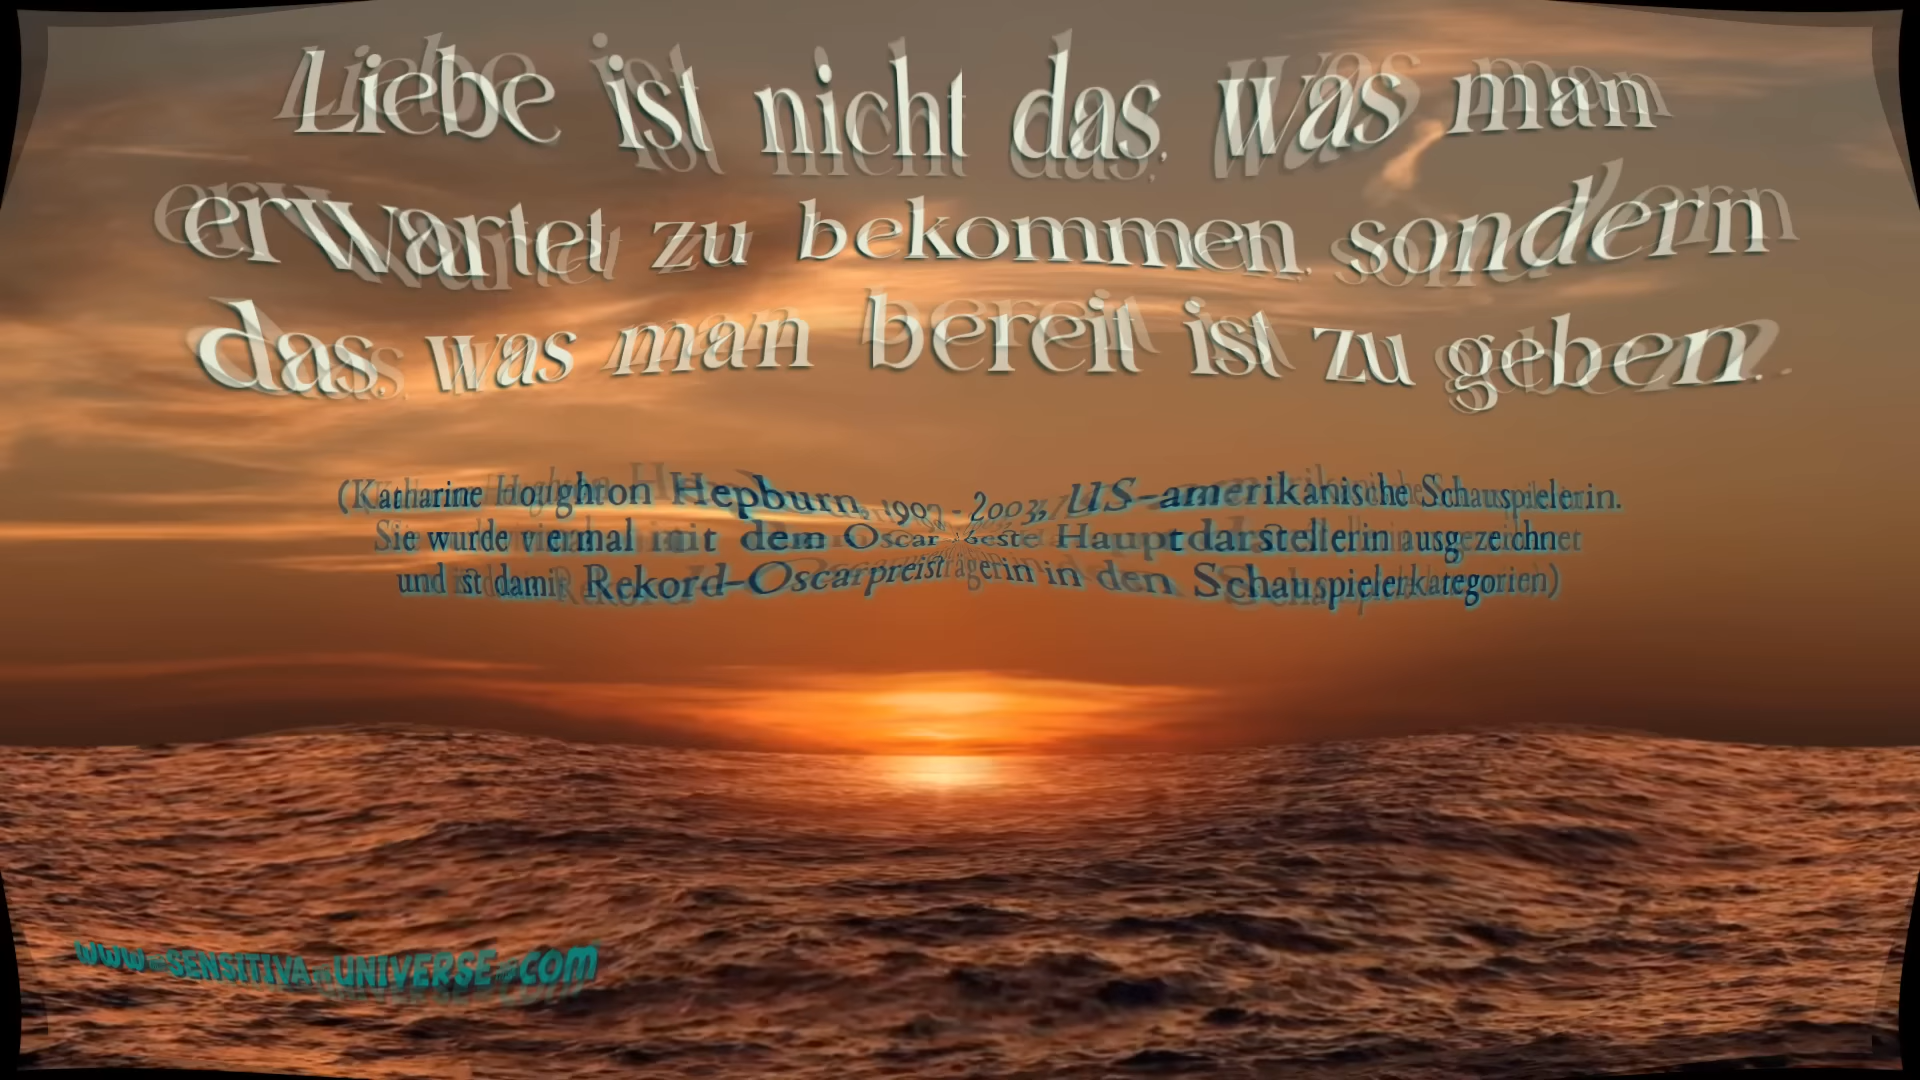 Liebe ist nicht das, was man
erwartet zu bekommen, sondern
das, was man bereit ist zu geben.
(Katharine Houghton Hepburn, 1907 - 2003, US-amerikanische Schauspielerin.
Sie wurde viermal mit dem Oscar beste Hauptdarstellerin ausgezeichnet
und ist damit Rekord-Oscarpreisträgerin in den Schauspielerkategorien)
www.SENSITIVA-UNIVERSE.COM